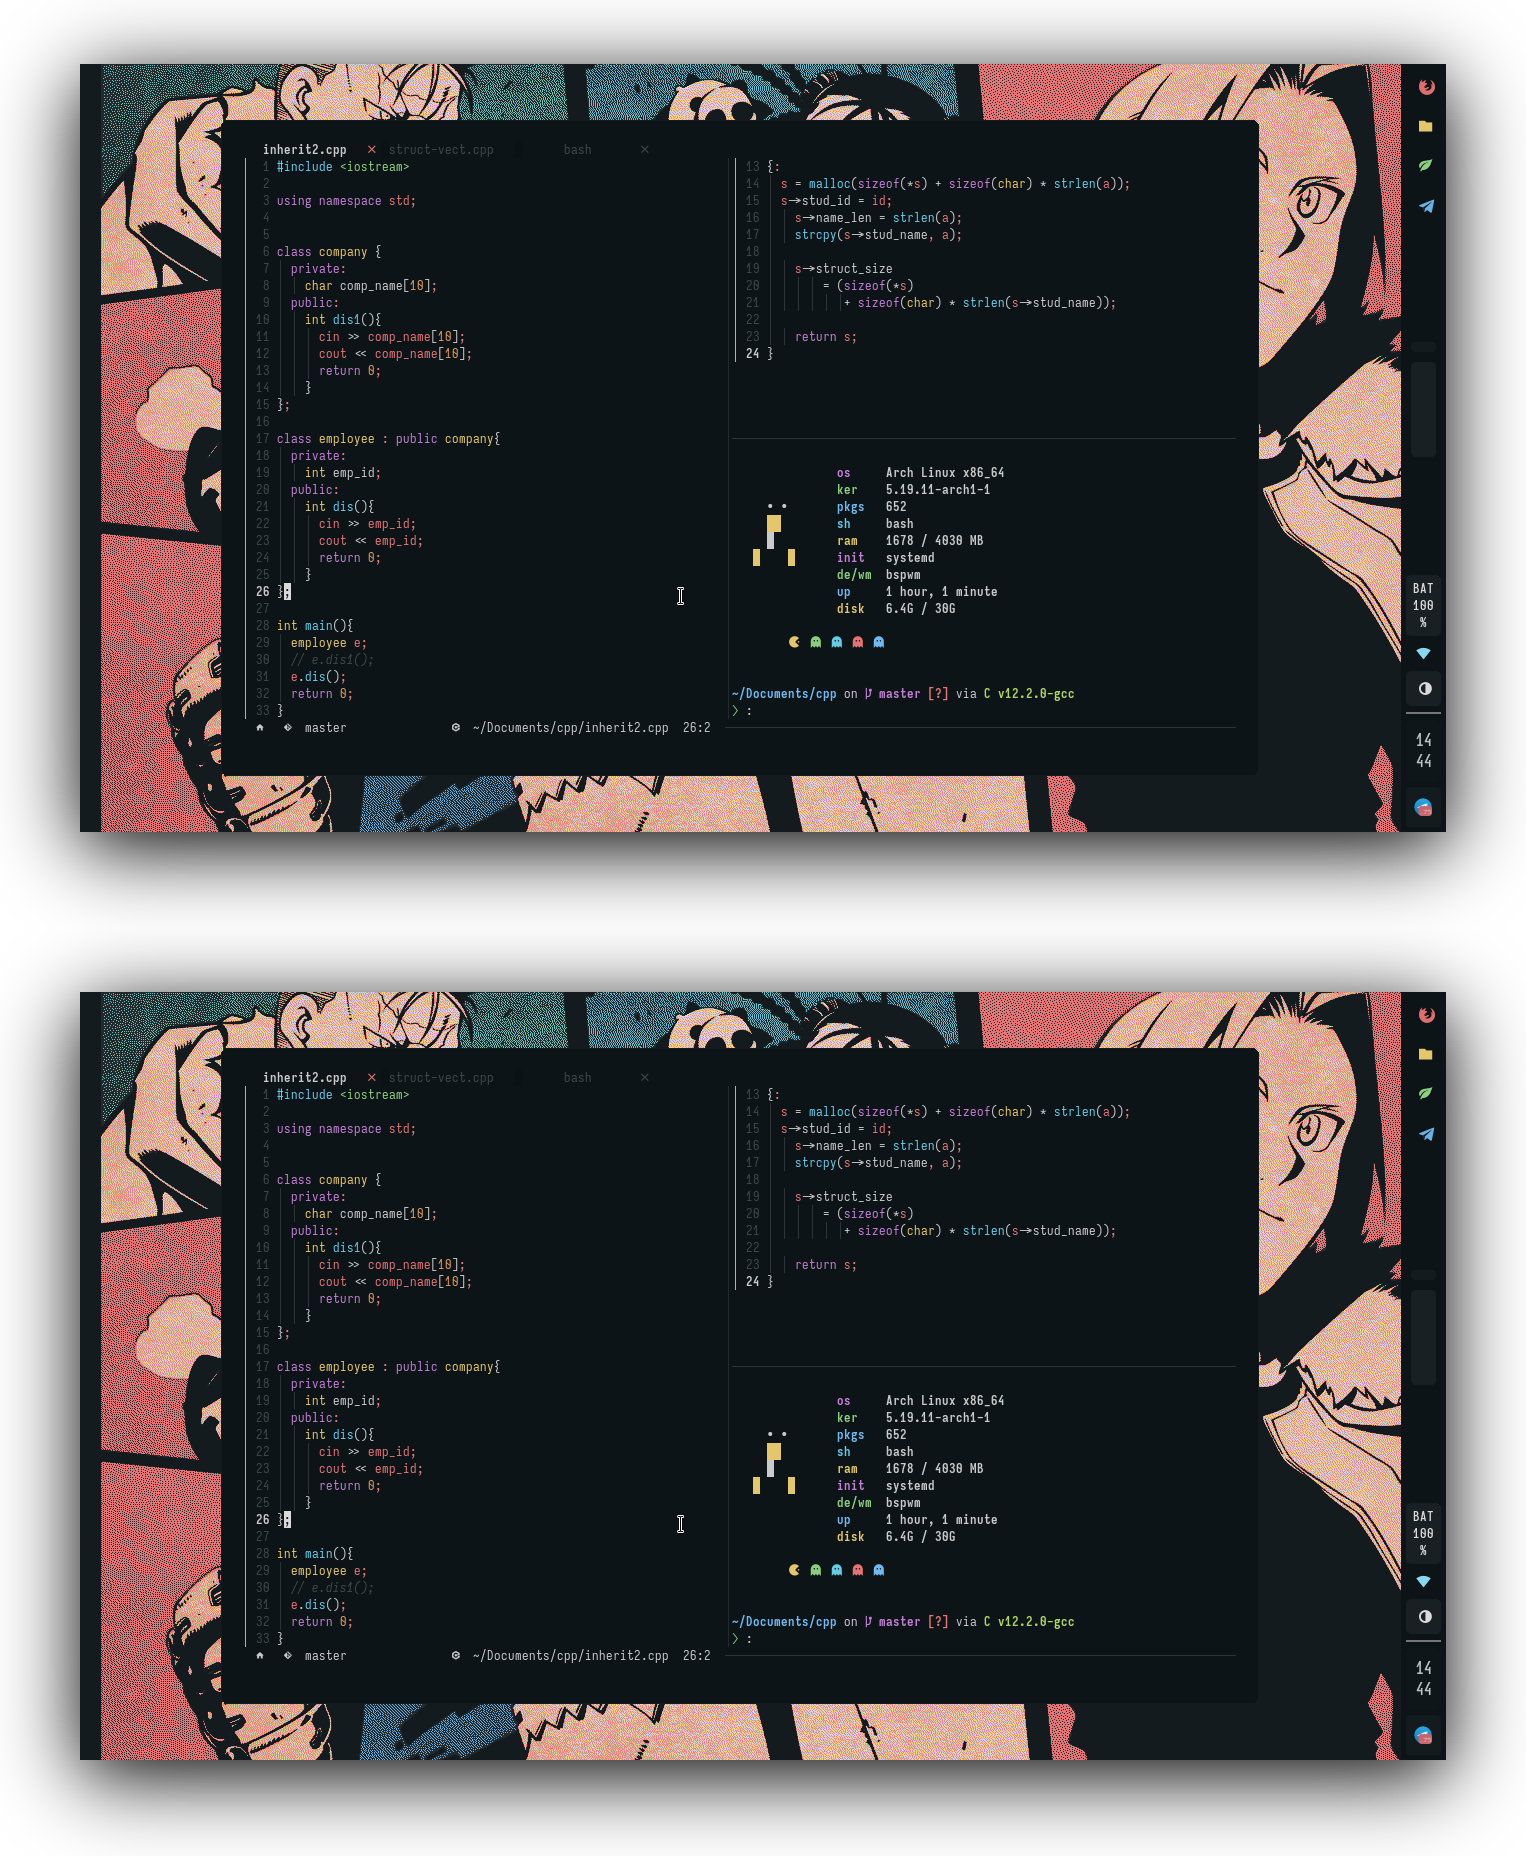 inherit2.cpp × struct-vect.cpp bash ×
1 #include <iostream>
2
3 using namespace std;
4
5
6 class company {
7 private:
8 char comp_name[10];
9 public:
10 int dis1(){
11 cin >> comp_name[10];
12 cout << comp_name[10];
13 return 0;
14 }
15 };
16
17 class employee : public company{
18 private:
19 int emp_id;
20 public:
21 int dis(){
22 cin >> emp_id;
23 cout << emp_id;
24 return 0;
25 }
26 };
27
28 int main(){
29 employee e;
30 // e.dis1();
31 e.dis();
32 return 0;
33 }
master ~/Documents/cpp/inherit2.cpp 26:2
13 {:
14 s = malloc(sizeof(*s) + sizeof(char) * strlen(a));
15 s→stud_id = id;
16 s→name_len = strlen(a);
17 strcpy(s→stud_name, a);
18
19 s→struct_size
20 = (sizeof(*s)
21 + sizeof(char) * strlen(s→stud_name));
22
23 return s;
24 }
os Arch Linux x86_64
ker 5.19.11-arch1-1
pkgs 652
sh bash
ram 1678 / 4030 MB
init systemd
de/wm bspwm
up 1 hour, 1 minute
disk 6.4G / 30G
~/Documents/cpp on master [?] via C v12.2.0-gcc
❯ :
BAT
100
%
14
44
inherit2.cpp × struct-vect.cpp bash ×
1 #include <iostream>
2
3 using namespace std;
4
5
6 class company {
7 private:
8 char comp_name[10];
9 public:
10 int dis1(){
11 cin >> comp_name[10];
12 cout << comp_name[10];
13 return 0;
14 }
15 };
16
17 class employee : public company{
18 private:
19 int emp_id;
20 public:
21 int dis(){
22 cin >> emp_id;
23 cout << emp_id;
24 return 0;
25 }
26 };
27
28 int main(){
29 employee e;
30 // e.dis1();
31 e.dis();
32 return 0;
33 }
master ~/Documents/cpp/inherit2.cpp 26:2
13 {:
14 s = malloc(sizeof(*s) + sizeof(char) * strlen(a));
15 s→stud_id = id;
16 s→name_len = strlen(a);
17 strcpy(s→stud_name, a);
18
19 s→struct_size
20 = (sizeof(*s)
21 + sizeof(char) * strlen(s→stud_name));
22
23 return s;
24 }
os Arch Linux x86_64
ker 5.19.11-arch1-1
pkgs 652
sh bash
ram 1678 / 4030 MB
init systemd
de/wm bspwm
up 1 hour, 1 minute
disk 6.4G / 30G
~/Documents/cpp on master [?] via C v12.2.0-gcc
❯ :
BAT
100
%
14
44